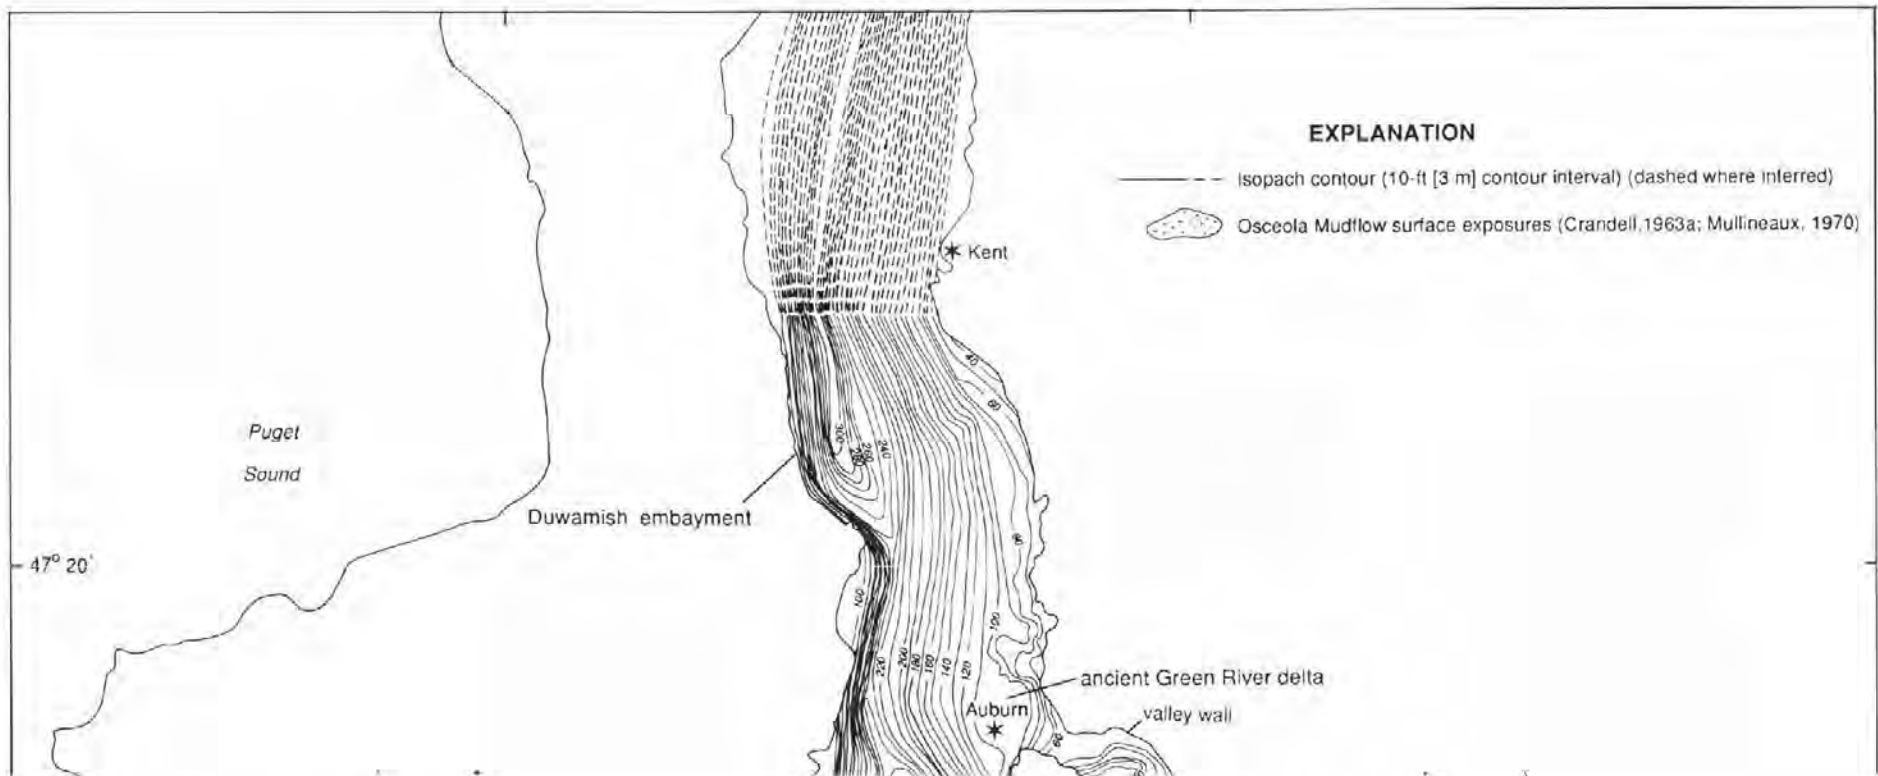 EXPLANATION
Isopach contour (10-ft [3 m] contour interval) (dashed where inferred)
Osceola Mudflow surface exposures (Crandell, 1963a; Mullineaux, 1970)
Kent
40
60
Puget
Sound
300
280
260
240
Duwamish embayment
47° 20'
100
100
220
200
180
160
140
120
ancient Green River delta
Auburn
valley wall
60